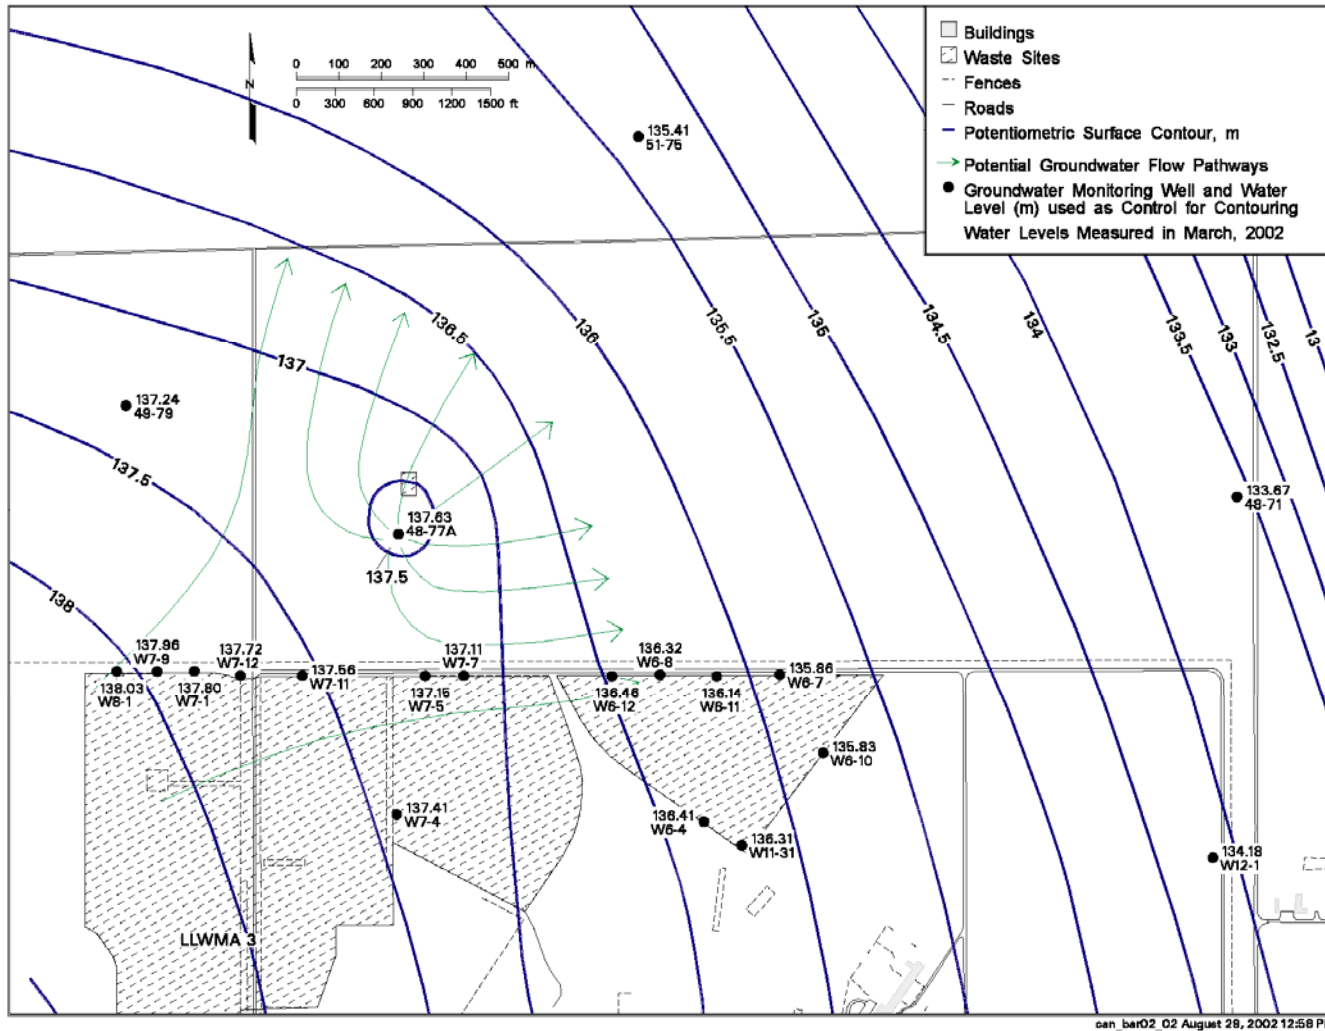 Buildings
Waste Sites
Fences
Roads
Potentiometric Surface Contour, m
Potential Groundwater Flow Pathways
Groundwater Monitoring Well and Water
Level (m) used as Control for Contouring
Water Levels Measured in March, 2002
N
0 100 200 300 400 500 m
0 300 600 900 1200 1500 ft
135.41
51-75
136.5
136
135.5
135
134.5
134
133.5
133
132.5
13
137
137.24
49-79
137.5
137.63
48-77A
137.5
133.67
48-71
138
137.96
W7-9
137.72
W7-12
137.56
W7-11
137.11
W7-7
136.32
W6-8
135.86
W6-7
138.03
W8-1
137.80
W7-1
137.15
W7-5
136.46
W6-12
136.14
W6-11
135.83
W6-10
137.41
W7-4
136.41
W6-4
136.31
W11-31
134.18
W12-1
LLWMA 3
can_bar02_02 August 29, 2002 12:58 P